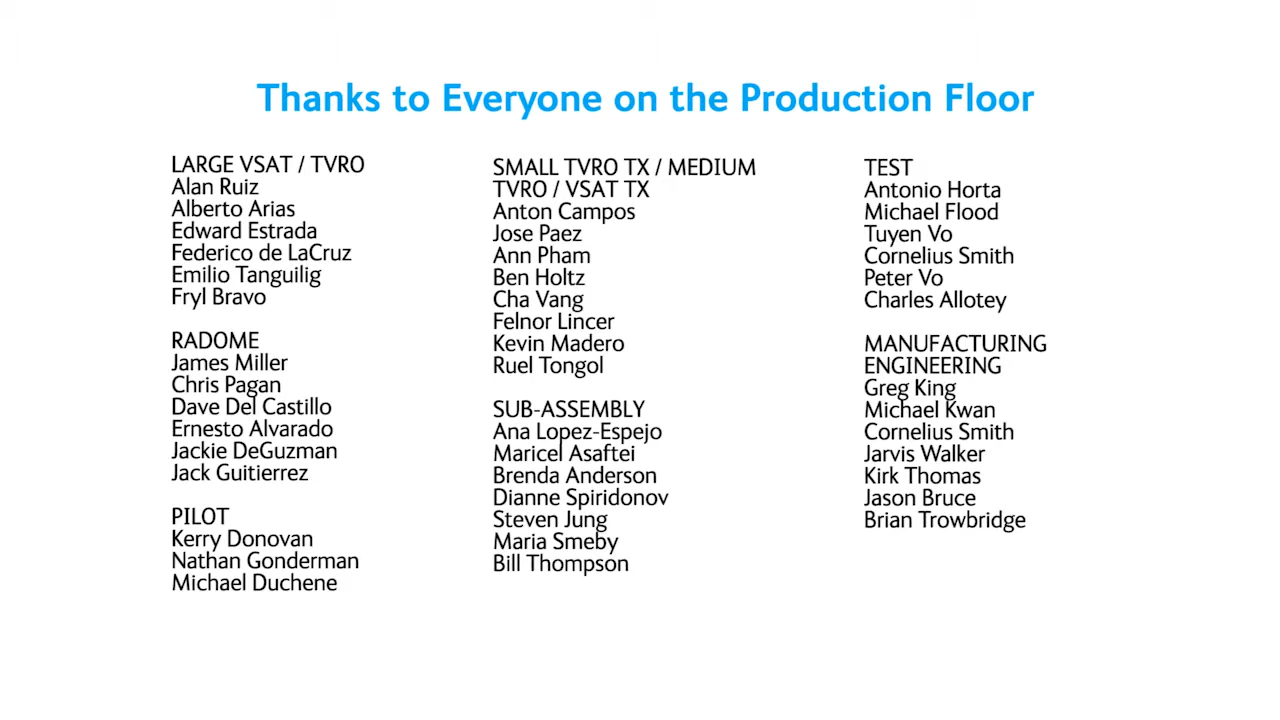 Thanks to Everyone on the Production Floor
LARGE VSAT / TVRO
Alan Ruiz
Alberto Arias
Edward Estrada
Federico de LaCruz
Emilio Tanguilig
Fryl Bravo
RADOME
James Miller
Chris Pagan
Dave Del Castillo
Ernesto Alvarado
Jackie DeGuzman
Jack Guitierrez
PILOT
Kerry Donovan
Nathan Gonderman
Michael Duchene
SMALL TVRO TX / MEDIUM
TVRO / VSAT TX
Anton Campos
Jose Paez
Ann Pham
Ben Holtz
Cha Vang
Felnor Lincer
Kevin Madero
Ruel Tongol
SUB-ASSEMBLY
Ana Lopez-Espejo
Maricel Asaftei
Brenda Anderson
Dianne Spiridonov
Steven Jung
Maria Smeby
Bill Thompson
TEST
Antonio Horta
Michael Flood
Tuyen Vo
Cornelius Smith
Peter Vo
Charles Allotey
MANUFACTURING
ENGINEERING
Greg King
Michael Kwan
Cornelius Smith
Jarvis Walker
Kirk Thomas
Jason Bruce
Brian Trowbridge